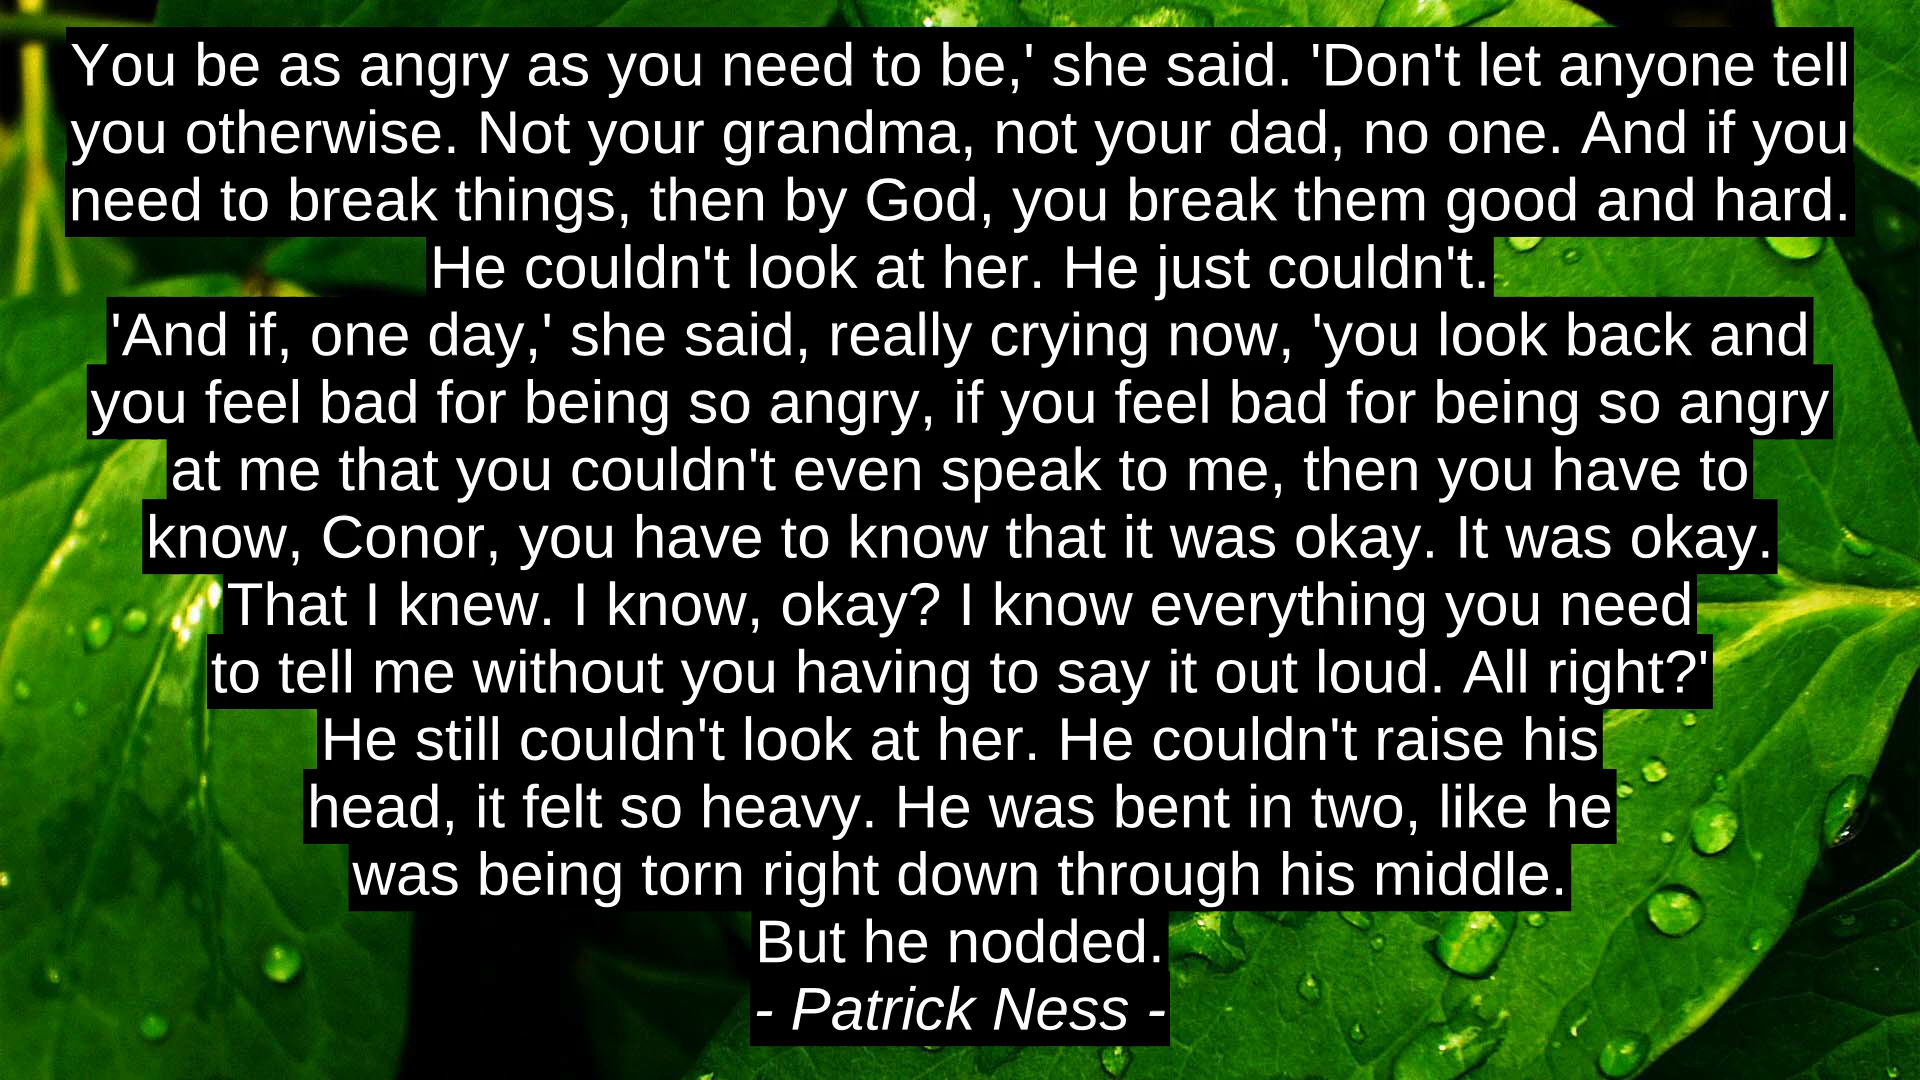 You be as angry as you need to be,' she said. 'Don't let anyone tell
you otherwise. Not your grandma, not your dad, no one. And if you
need to break things, then by God, you break them good and hard.
He couldn't look at her. He just couldn't.
'And if, one day,' she said, really crying now, 'you look back and
you feel bad for being so angry, if you feel bad for being so angry
at me that you couldn't even speak to me, then you have to
know, Conor, you have to know that it was okay. It was okay.
That I knew. I know, okay? I know everything you need
to tell me without you having to say it out loud. All right?'
He still couldn't look at her. He couldn't raise his
head, it felt so heavy. He was bent in two, like he
was being torn right down through his middle.
But he nodded.
- Patrick Ness -